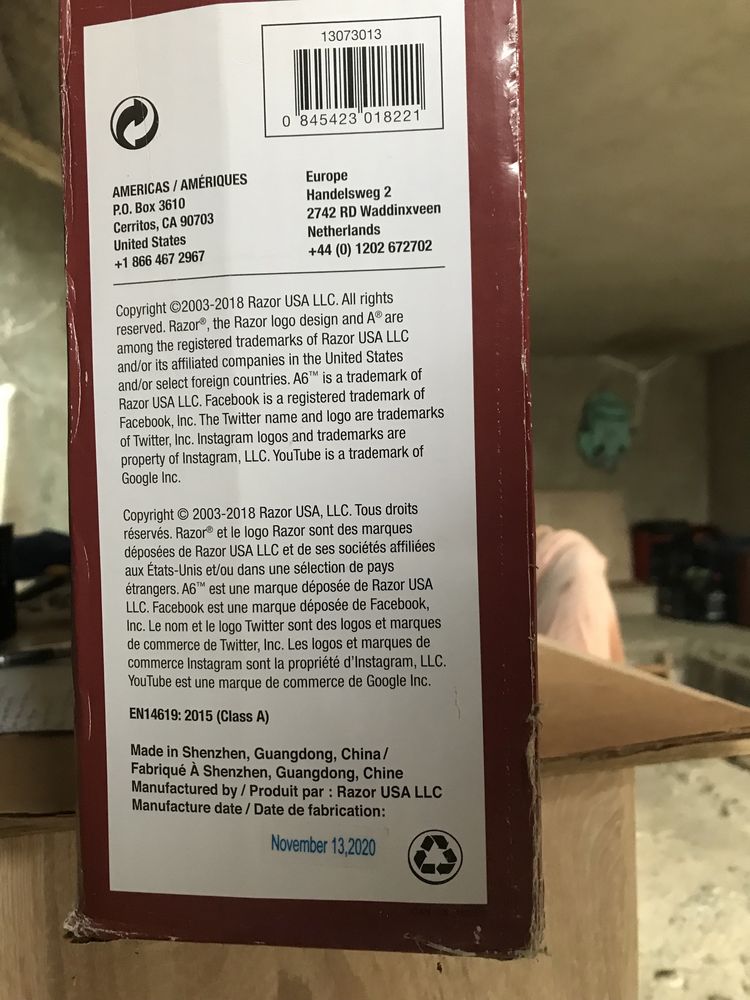 13073013
0 845423 018221
AMERICAS / AMÉRIQUES
P.O. Box 3610
Cerritos, CA 90703
United States
+1 866 467 2967
Europe
Handelsweg 2
2742 RD Waddinxveen
Netherlands
+44 (0) 1202 672702
Copyright ©2003-2018 Razor USA LLC. All rights
reserved. Razor®, the Razor logo design and A® are
among the registered trademarks of Razor USA LLC
and/or its affiliated companies in the United States
and/or select foreign countries. A6™ is a trademark of
Razor USA LLC. Facebook is a registered trademark of
Facebook, Inc. The Twitter name and logo are trademarks
of Twitter, Inc. Instagram logos and trademarks are
property of Instagram, LLC. YouTube is a trademark of
Google Inc.
Copyright © 2003-2018 Razor USA, LLC. Tous droits
réservés. Razor® et le logo Razor sont des marques
déposées de Razor USA LLC et de ses sociétés affiliées
aux États-Unis et/ou dans une sélection de pays
étrangers. A6™ est une marque déposée de Razor USA
LLC. Facebook est une marque déposée de Facebook,
Inc. Le nom et le logo Twitter sont des logos et marques
de commerce de Twitter, Inc. Les logos et marques de
commerce Instagram sont la propriété d'Instagram, LLC.
YouTube est une marque de commerce de Google Inc.
EN14619: 2015 (Class A)
Made in Shenzhen, Guangdong, China /
Fabriqué À Shenzhen, Guangdong, Chine
Manufactured by / Produit par : Razor USA LLC
Manufacture date / Date de fabrication:
November 13,2020